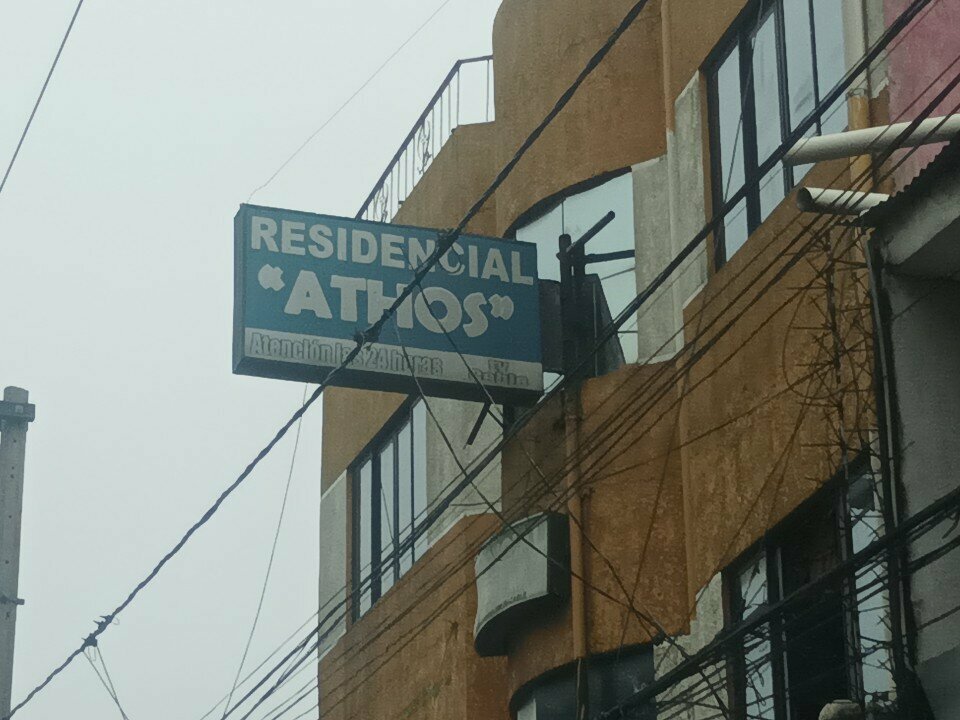 RESIDENCIAL
"ATHOS"
Atención las 24 horas